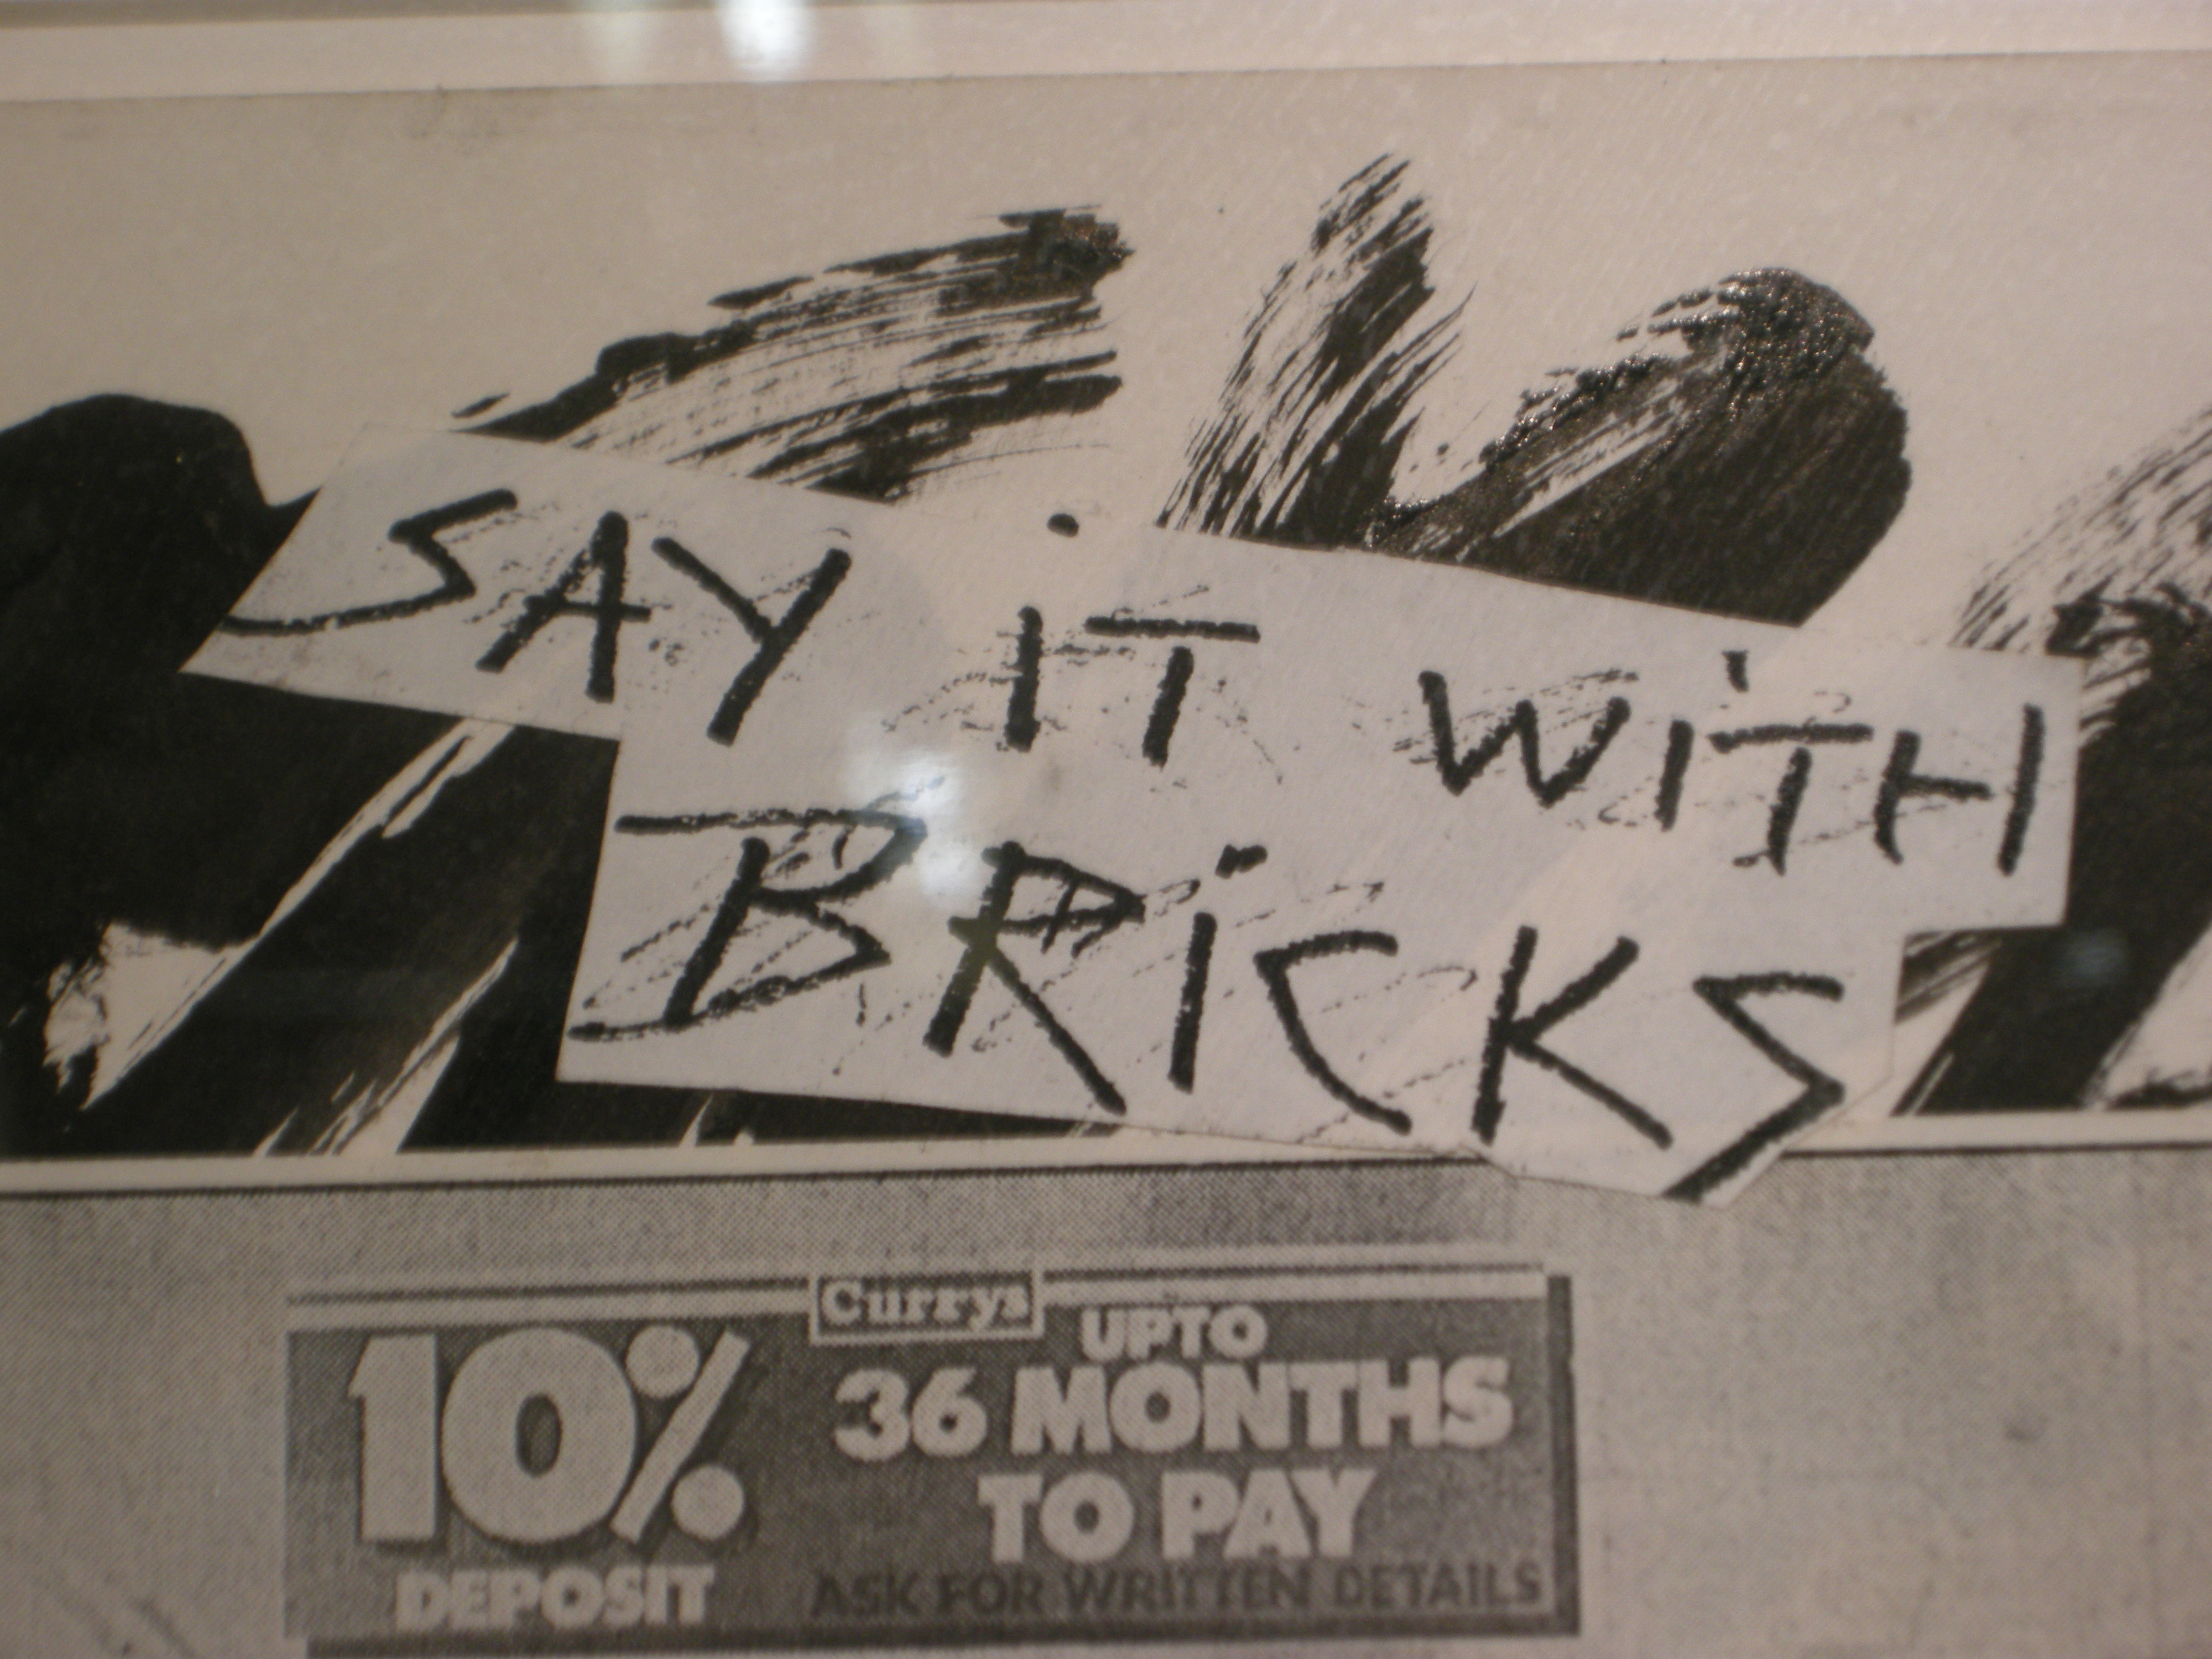 SAY iT WiTH
BRiCKS
Currys
10%
DEPOSIT
UPTO
36 MONTHS
TO PAY
ASK FOR WRITTEN DETAILS